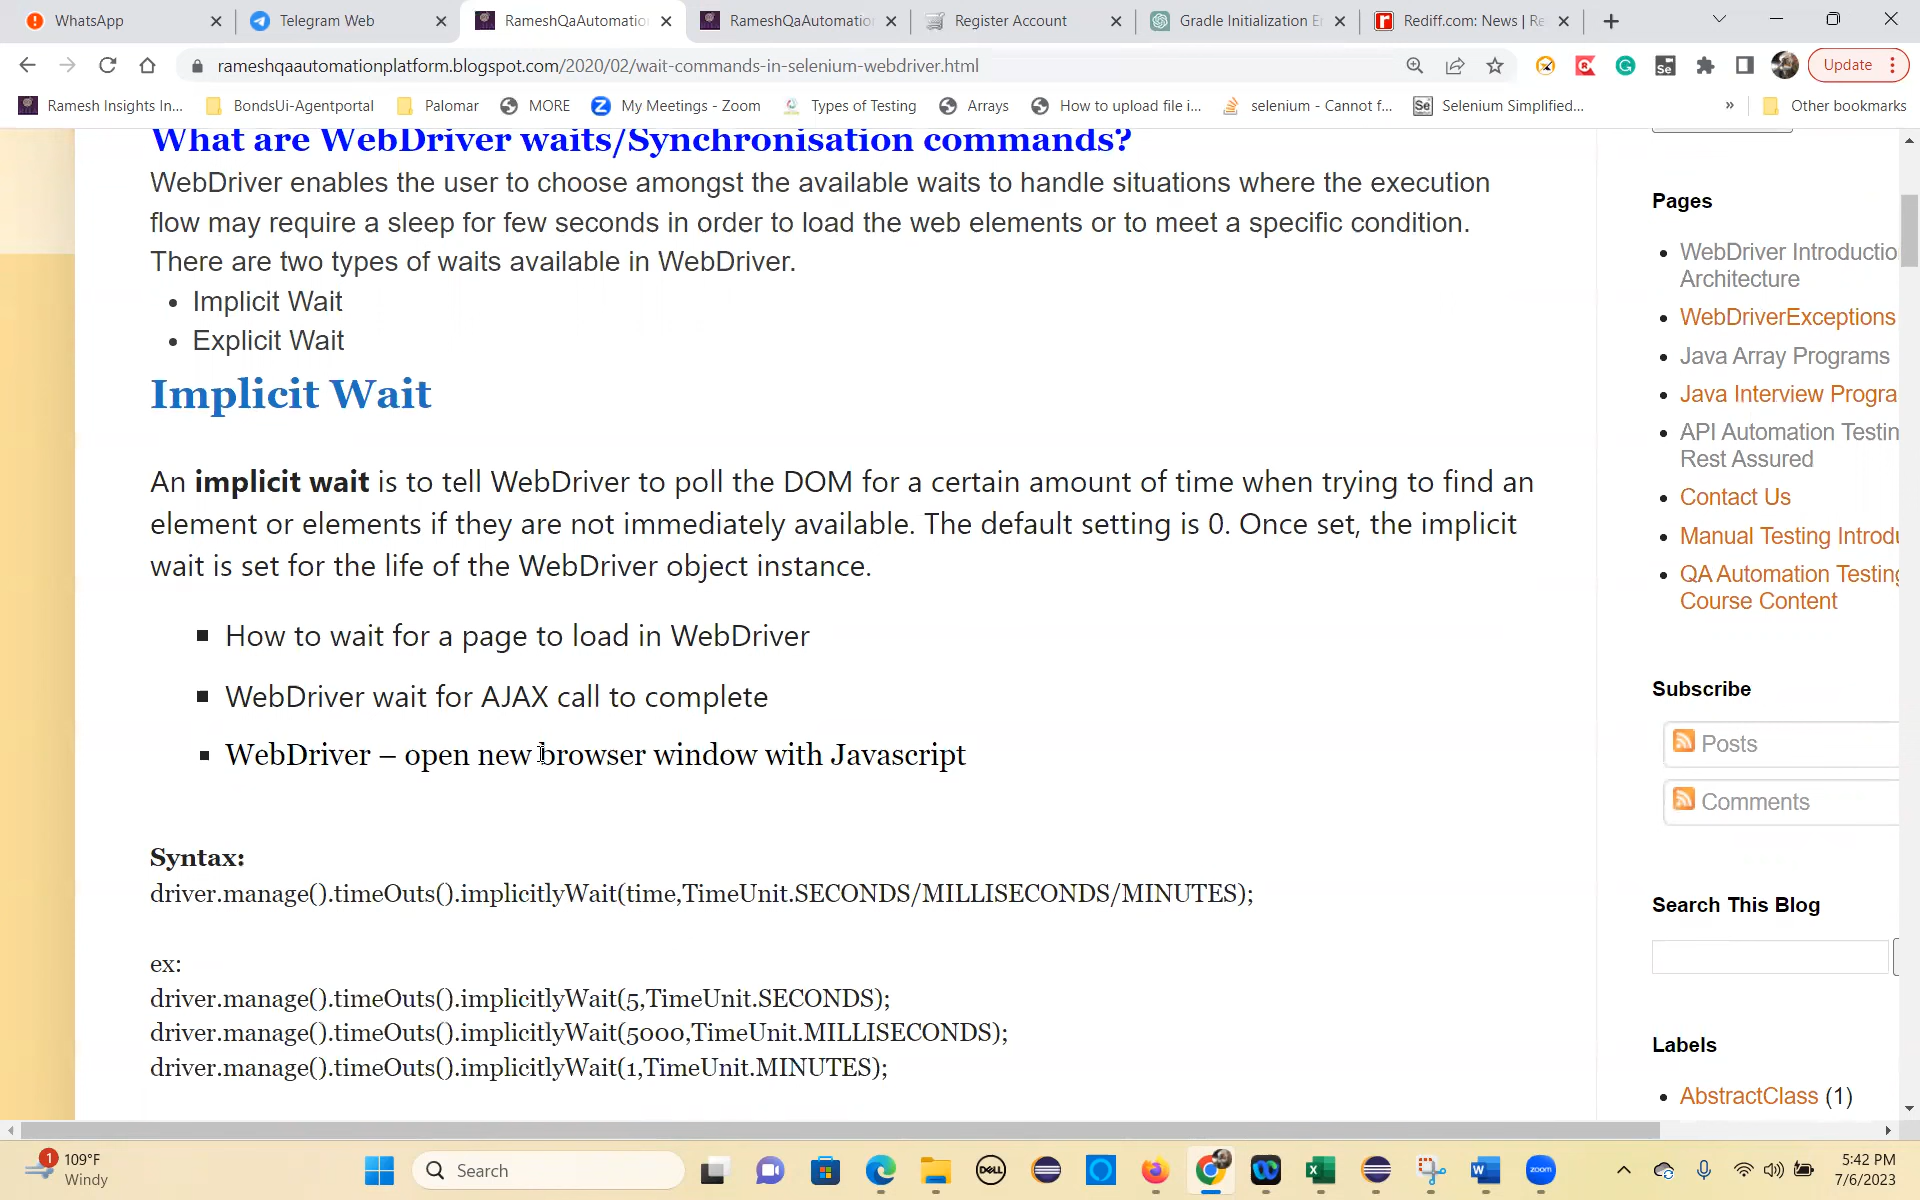 WhatsApp
Telegram Web
RameshQaAutomatio
RameshQaAutomation
Register Account
Gradle Initialization E
Rediff.com: News | Re
rameshqaautomationplatform.blogspot.com/2020/02/wait-commands-in-selenium-webdriver.html
Update
Ramesh Insights In...
BondsUi-Agentportal
Palomar
MORE
My Meetings - Zoom
Types of Testing
Arrays
How to upload file i...
selenium - Cannot f...
Selenium Simplified...
»
Other bookmarks
What are WebDriver waits/Synchronisation commands?
WebDriver enables the user to choose amongst the available waits to handle situations where the execution
flow may require a sleep for few seconds in order to load the web elements or to meet a specific condition.
There are two types of waits available in WebDriver.
• Implicit Wait
• Explicit Wait
Implicit Wait
An implicit wait is to tell WebDriver to poll the DOM for a certain amount of time when trying to find an
element or elements if they are not immediately available. The default setting is 0. Once set, the implicit
wait is set for the life of the WebDriver object instance.
▪ How to wait for a page to load in WebDriver
▪ WebDriver wait for AJAX call to complete
▪ WebDriver – open new browser window with Javascript
Syntax:
driver.manage().timeOuts().implicitlyWait(time,TimeUnit.SECONDS/MILLISECONDS/MINUTES);
ex:
driver.manage().timeOuts().implicitlyWait(5,TimeUnit.SECONDS);
driver.manage().timeOuts().implicitlyWait(5000,TimeUnit.MILLISECONDS);
driver.manage().timeOuts().implicitlyWait(1,TimeUnit.MINUTES);
Pages
• WebDriver Introductio
Architecture
• WebDriverExceptions
• Java Array Programs
• Java Interview Progra
• API Automation Testin
Rest Assured
• Contact Us
• Manual Testing Introdu
• QA Automation Testing
Course Content
Subscribe
Posts
Comments
Search This Blog
Labels
• AbstractClass (1)
1
109°F
Windy
Search
DELL
zoom
5:42 PM
7/6/2023